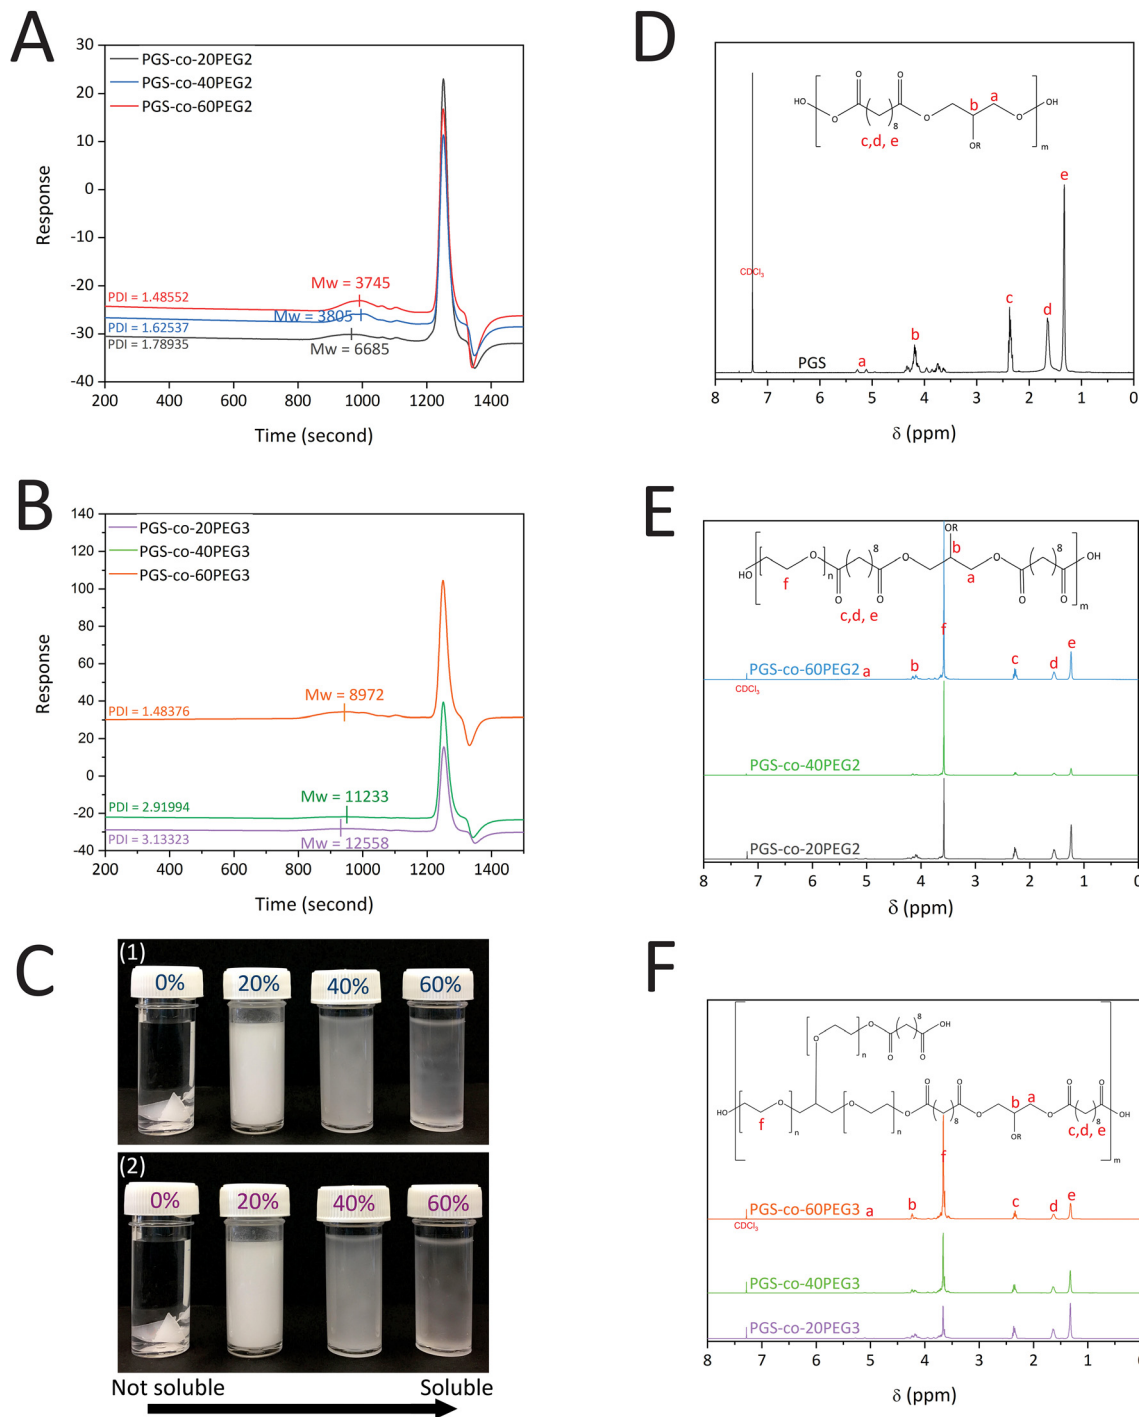 A
30
20
10
0
-10
-20
-30
-40
PGS-co-20PEG2
PGS-co-40PEG2
PGS-co-60PEG2
Response
Mw = 3745
PDI = 1.48552
Mw = 3805
PDI = 1.62537
Mw = 6685
PDI = 1.78935
200 400 600 800 1000 1200 1400
Time (second)
B
140
120
100
80
60
40
20
0
-20
-40
PGS-co-20PEG3
PGS-co-40PEG3
PGS-co-60PEG3
Response
Mw = 8972
PDI = 1.48376
Mw = 11233
PDI = 2.91994
Mw = 12558
PDI = 3.13323
200 400 600 800 1000 1200 1400
Time (second)
C
(1)
0% 20% 40% 60%
(2)
0% 20% 40% 60%
Not soluble Soluble
D
O O
HO O 8 O b a O OH
c,d, e OR m
e
CDCl3
c
d
b
a
PGS
8 7 6 5 4 3 2 1 0
δ (ppm)
E
OR
HO O n 8 O b O 8 OH
f O O a O O m
c,d, e
f
PGS-co-60PEG2 a b c d e
CDCl3
PGS-co-40PEG2
PGS-co-20PEG2
8 7 6 5 4 3 2 1 0
δ (ppm)
F
O n O O 8 O OH
HO O n O n O O 8 O O b a O O 8 O OH
f OR c,d, e m
f
PGS-co-60PEG3 a b c d e
CDCl3
PGS-co-40PEG3
PGS-co-20PEG3
8 7 6 5 4 3 2 1 0
δ (ppm)